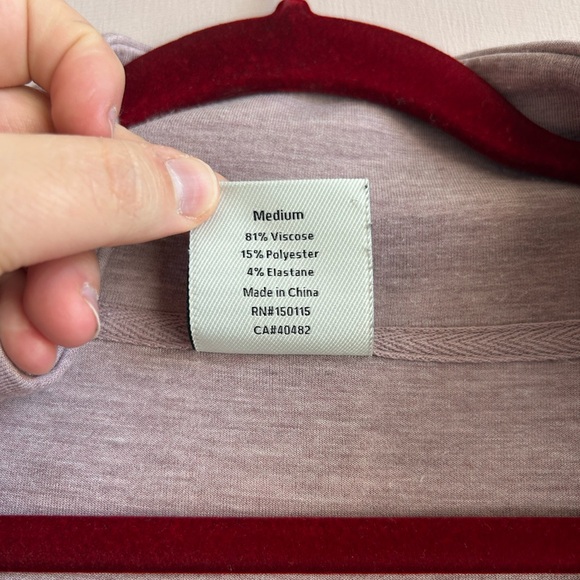 Medium
81% Viscose
15% Polyester
4% Elastane
Made in China
RN#150115
CA#40482